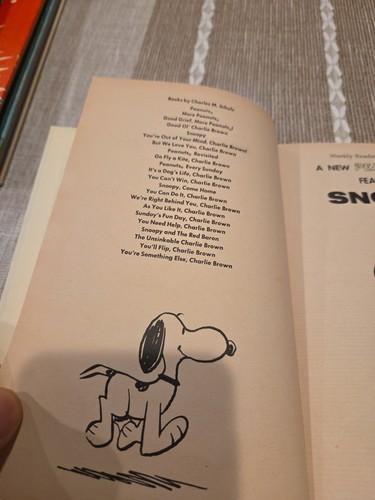 Books by Charles M. Schulz
Peanuts,
More Peanuts,
Good Grief, More Peanuts,!
Good Ol' Charlie Brown
Snoopy
You're Out of Your Mind, Charlie Brown!
But We Love You, Charlie Brown
Peanuts, Revisited
Go Fly a Kite, Charlie Brown
Peanuts, Every Sunday
It's a Dog's Life, Charlie Brown
You Can't Win, Charlie Brown
Snoopy, Come Home
You Can Do It, Charlie Brown
We're Right Behind You, Charlie Brown
As You Like It, Charlie Brown
Sunday's Fun Day, Charlie Brown
You Need Help, Charlie Brown
Snoopy and The Red Baron
The Unsinkable Charlie Brown
You'll Flip, Charlie Brown
You're Something Else, Charlie Brown
Weekly Reade
A NEW PEA
FEA
SNO